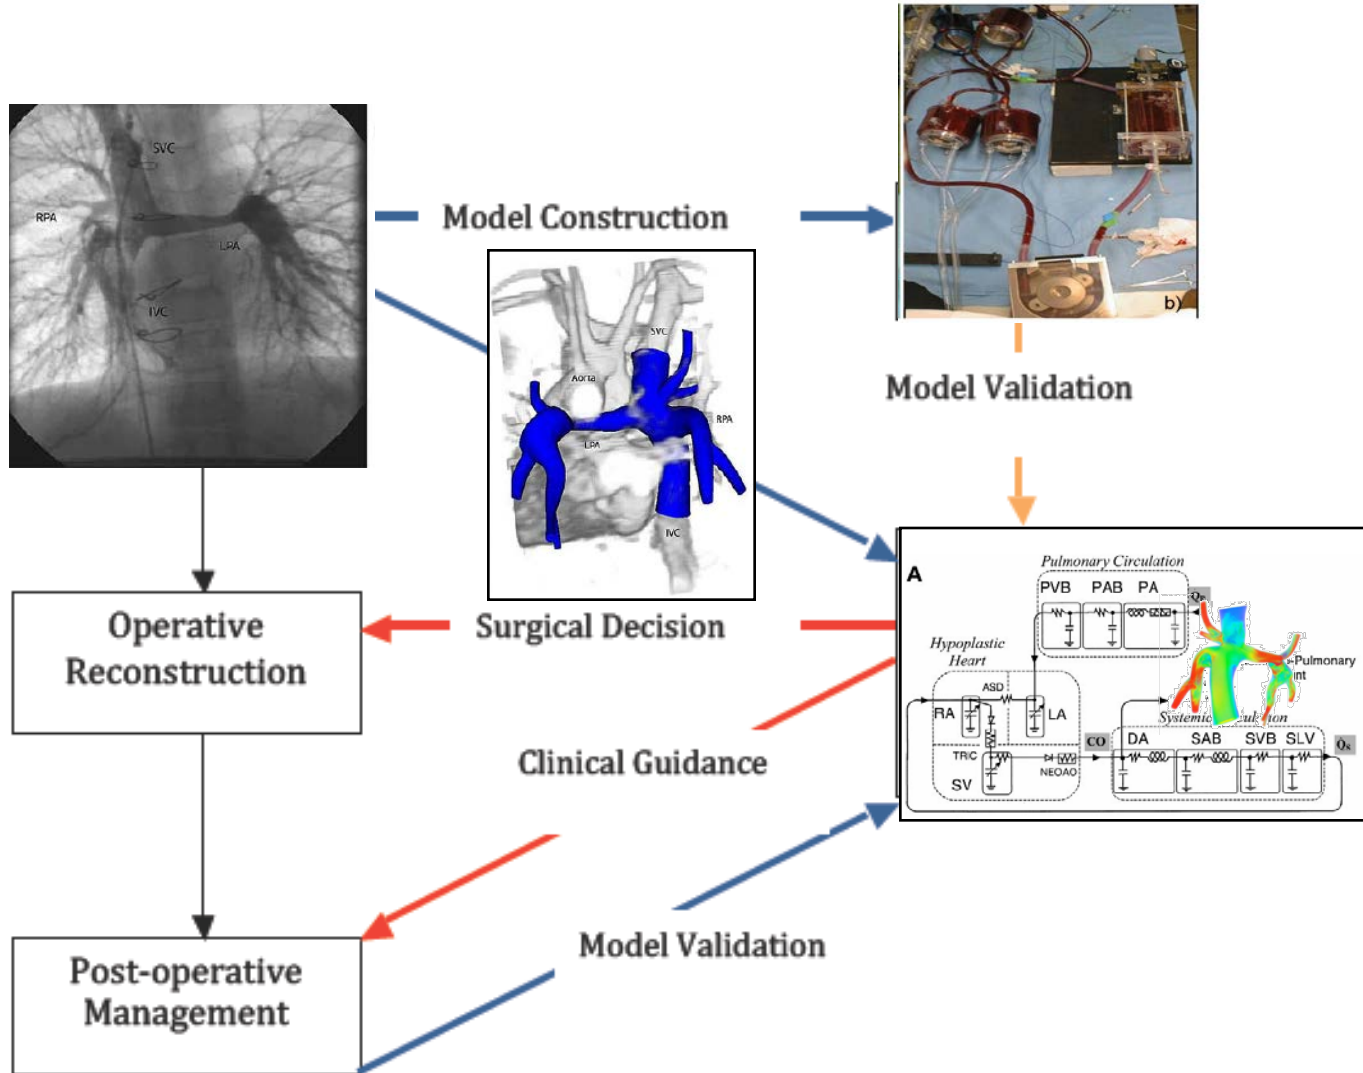 SVC
RPA
LPA
IVC
Model Construction
b)
SVC
Aorta
RPA
LPA
IVC
Model Validation
Operative
Reconstruction
Surgical Decision
Clinical Guidance
Model Validation
Post-operative
Management
A
Pulmonary Circulation
PVB PAB PA
Hypoplastic
Heart
ASD
RA
LA
Pulmonary
TRIC
SV
NEOAO
CO
DA SAB SVB SLV